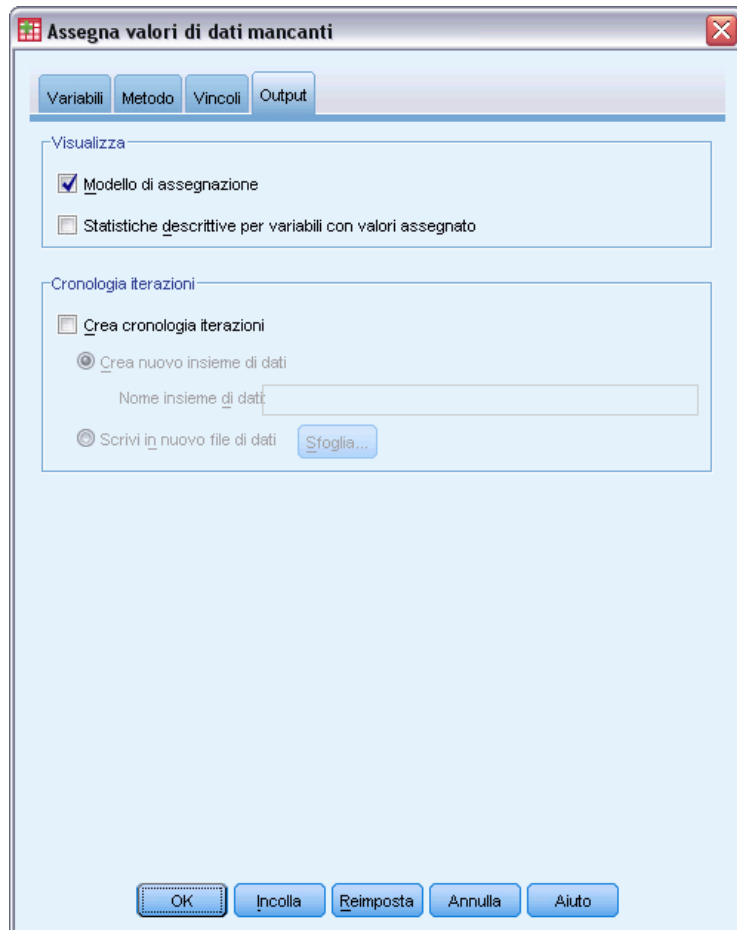 Assegna valori di dati mancanti
Variabili Metodo Vincoli Output
Visualizza
Modello di assegnazione
Statistiche descrittive per variabili con valori assegnato
Cronologia iterazioni
Crea cronologia iterazioni
Crea nuovo insieme di dati
Nome insieme di dati:
Scrivi in nuovo file di dati Sfoglia...
OK Incolla Reimposta Annulla Aiuto